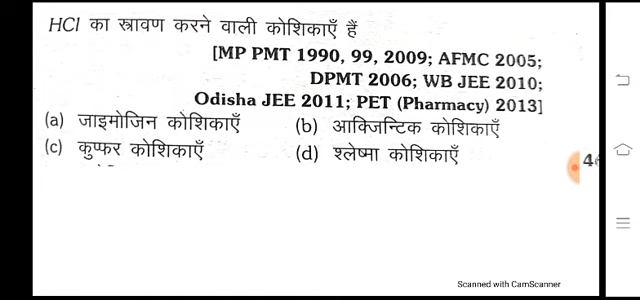 HCl का स्त्रावण करने वाली कोशिकाएँ हैं
[MP PMT 1990, 99, 2009; AFMC 2005;
DPMT 2006; WB JEE 2010;
Odisha JEE 2011; PET (Pharmacy) 2013]
(a) जाइमोजिन कोशिकाएँ (b) आक्जिन्टिक कोशिकाएँ
(c) कुप्फर कोशिकाएँ (d) श्लेष्मा कोशिकाएँ
Scanned with CamScanner